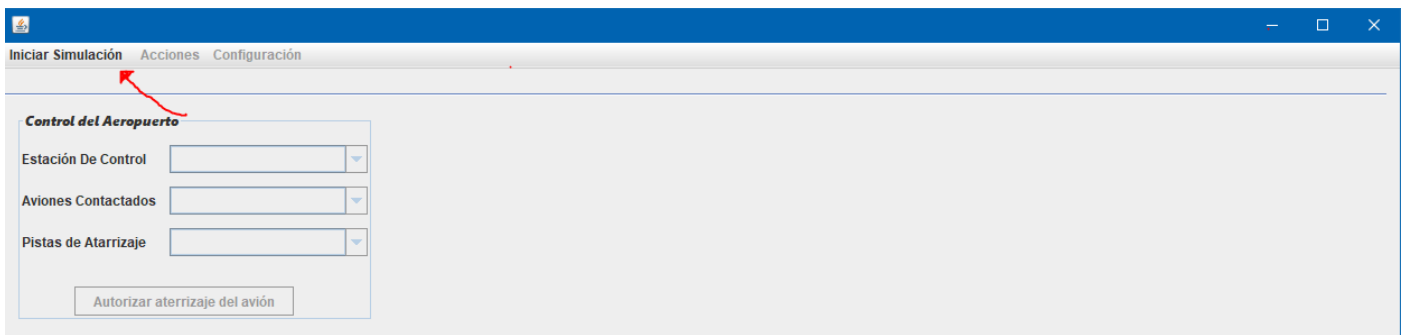 Iniciar Simulación Acciones Configuración
Control del Aeropuerto
Estación De Control
Aviones Contactados
Pistas de Atarrizaje
Autorizar aterrizaje del avión